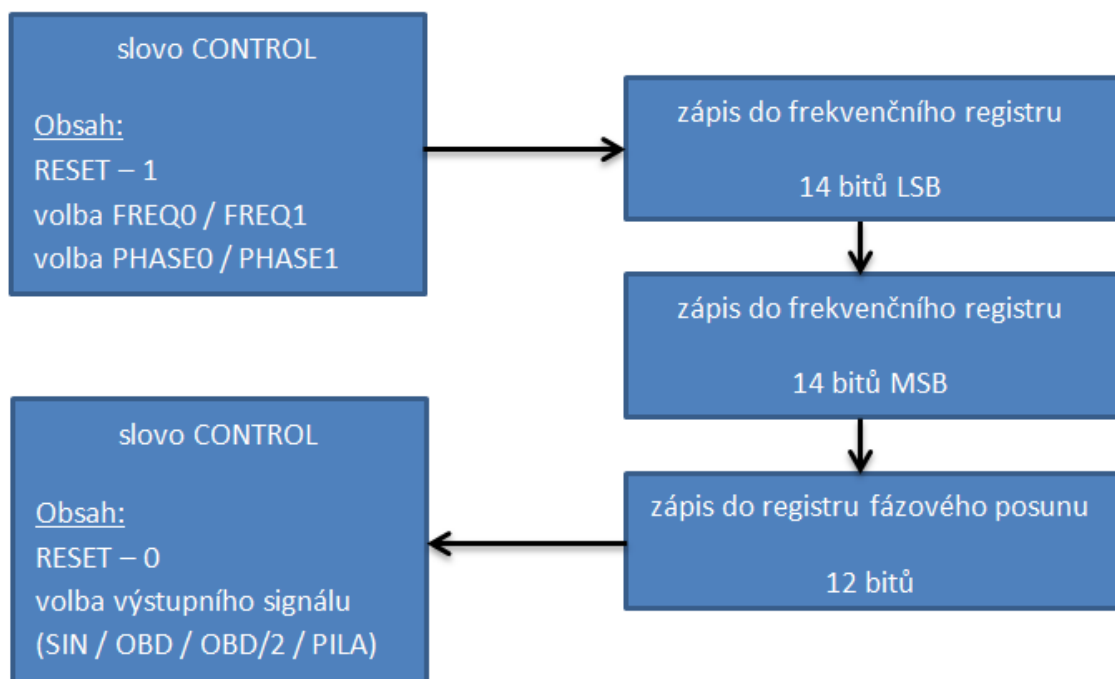 slovo CONTROL
Obsah:
RESET – 1
volba FREQ0 / FREQ1
volba PHASE0 / PHASE1
zápis do frekvenčního registru
14 bitů LSB
zápis do frekvenčního registru
14 bitů MSB
zápis do registru fázového posunu
12 bitů
slovo CONTROL
Obsah:
RESET – 0
volba výstupního signálu
(SIN / OBD / OBD/2 / PILA)